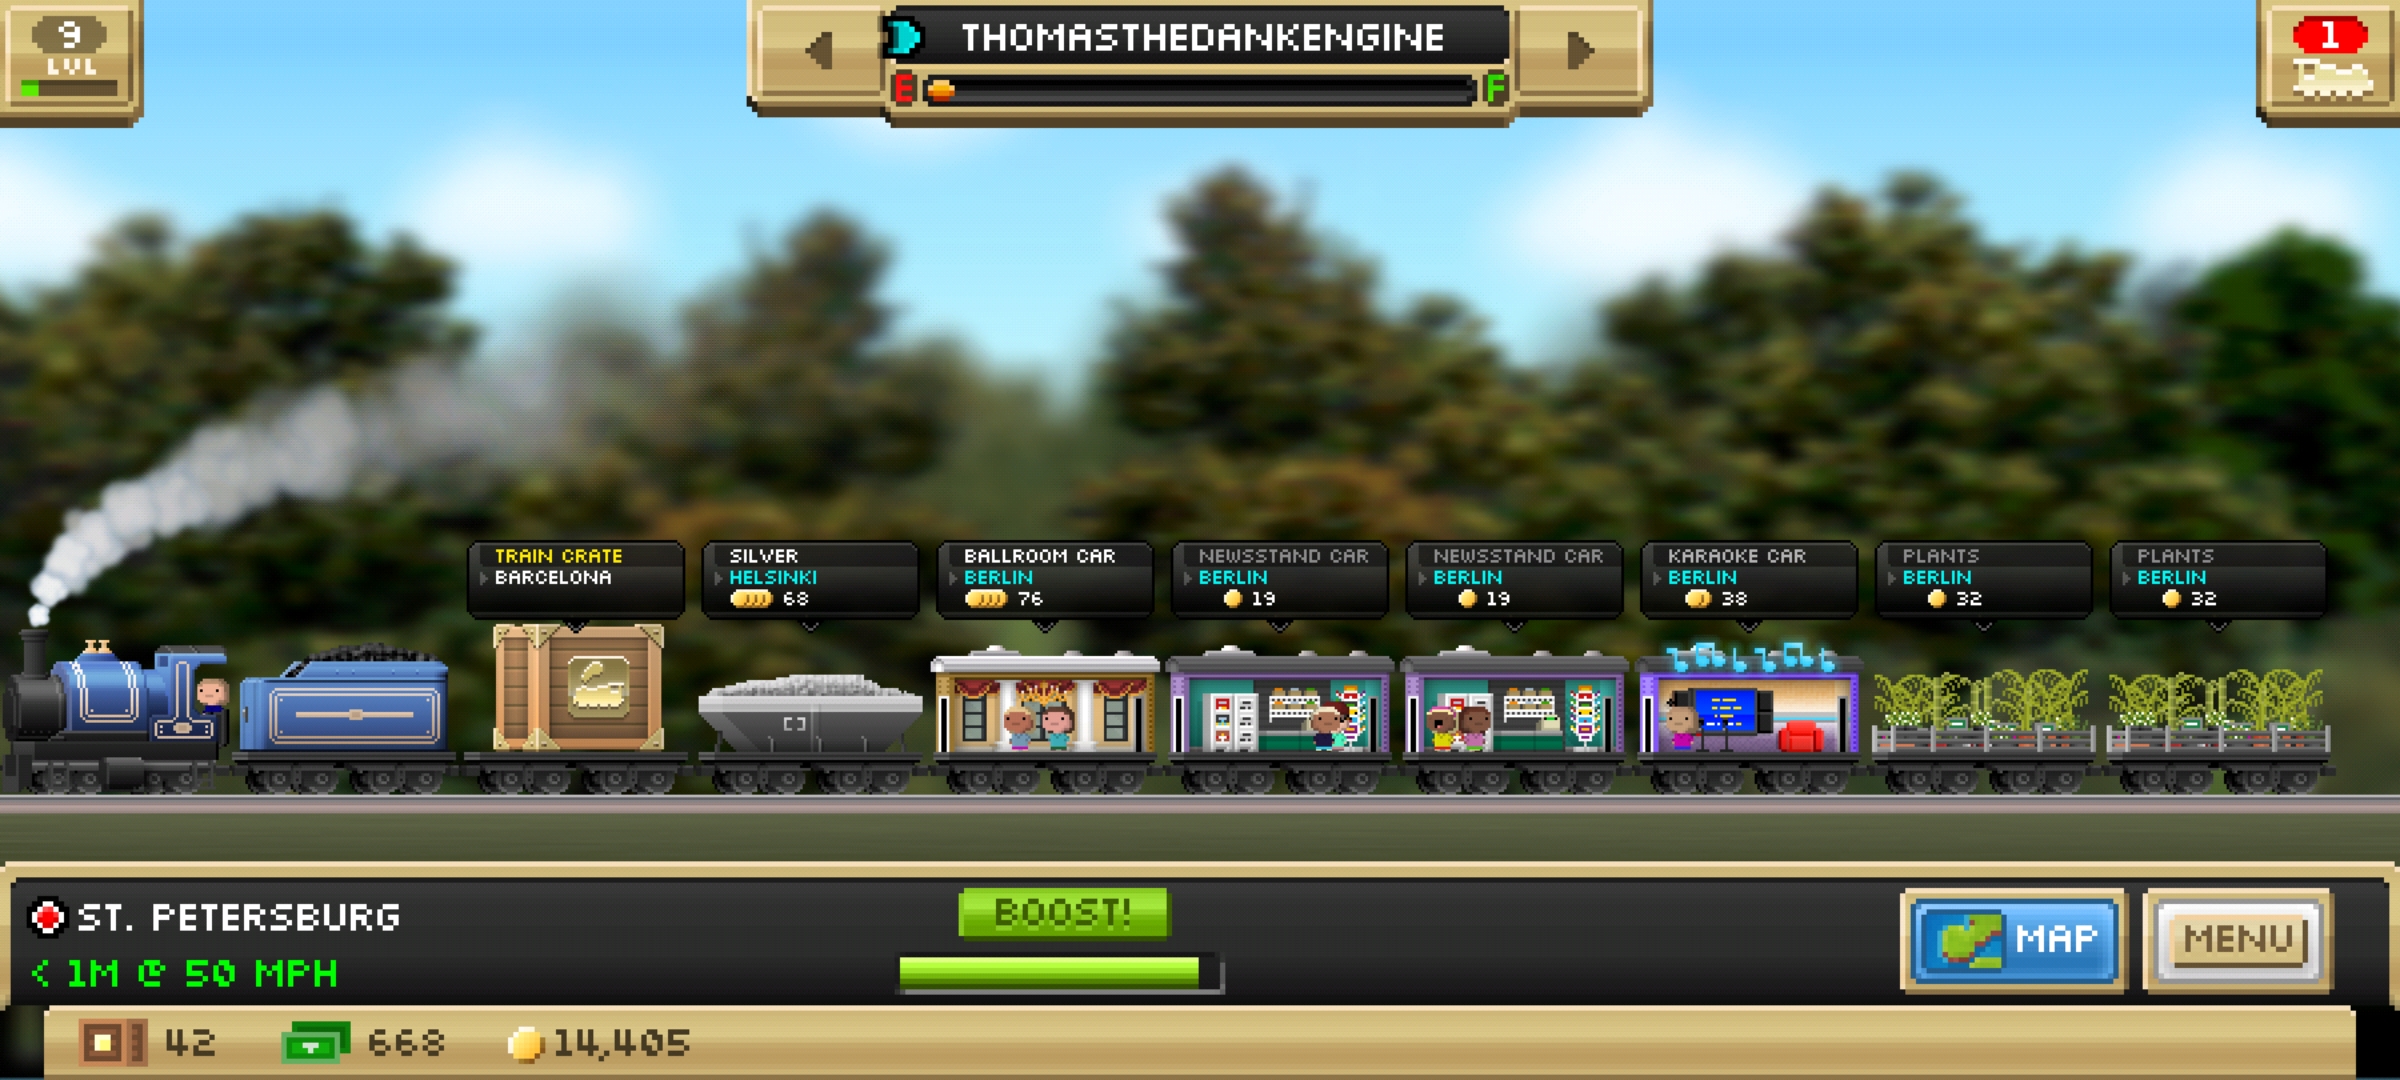 9
LVL
THOMASTHEDANKENGINE
E F
1
TRAIN CRATE
BARCELONA
SILVER
HELSINKI
68
BALLROOM CAR
BERLIN
76
NEWSSTAND CAR
BERLIN
19
NEWSSTAND CAR
BERLIN
19
KARAOKE CAR
BERLIN
38
PLANTS
BERLIN
32
PLANTS
BERLIN
32
ST. PETERSBURG
< 1M @ 50 MPH
BOOST!
MAP
MENU
42
668
14,405